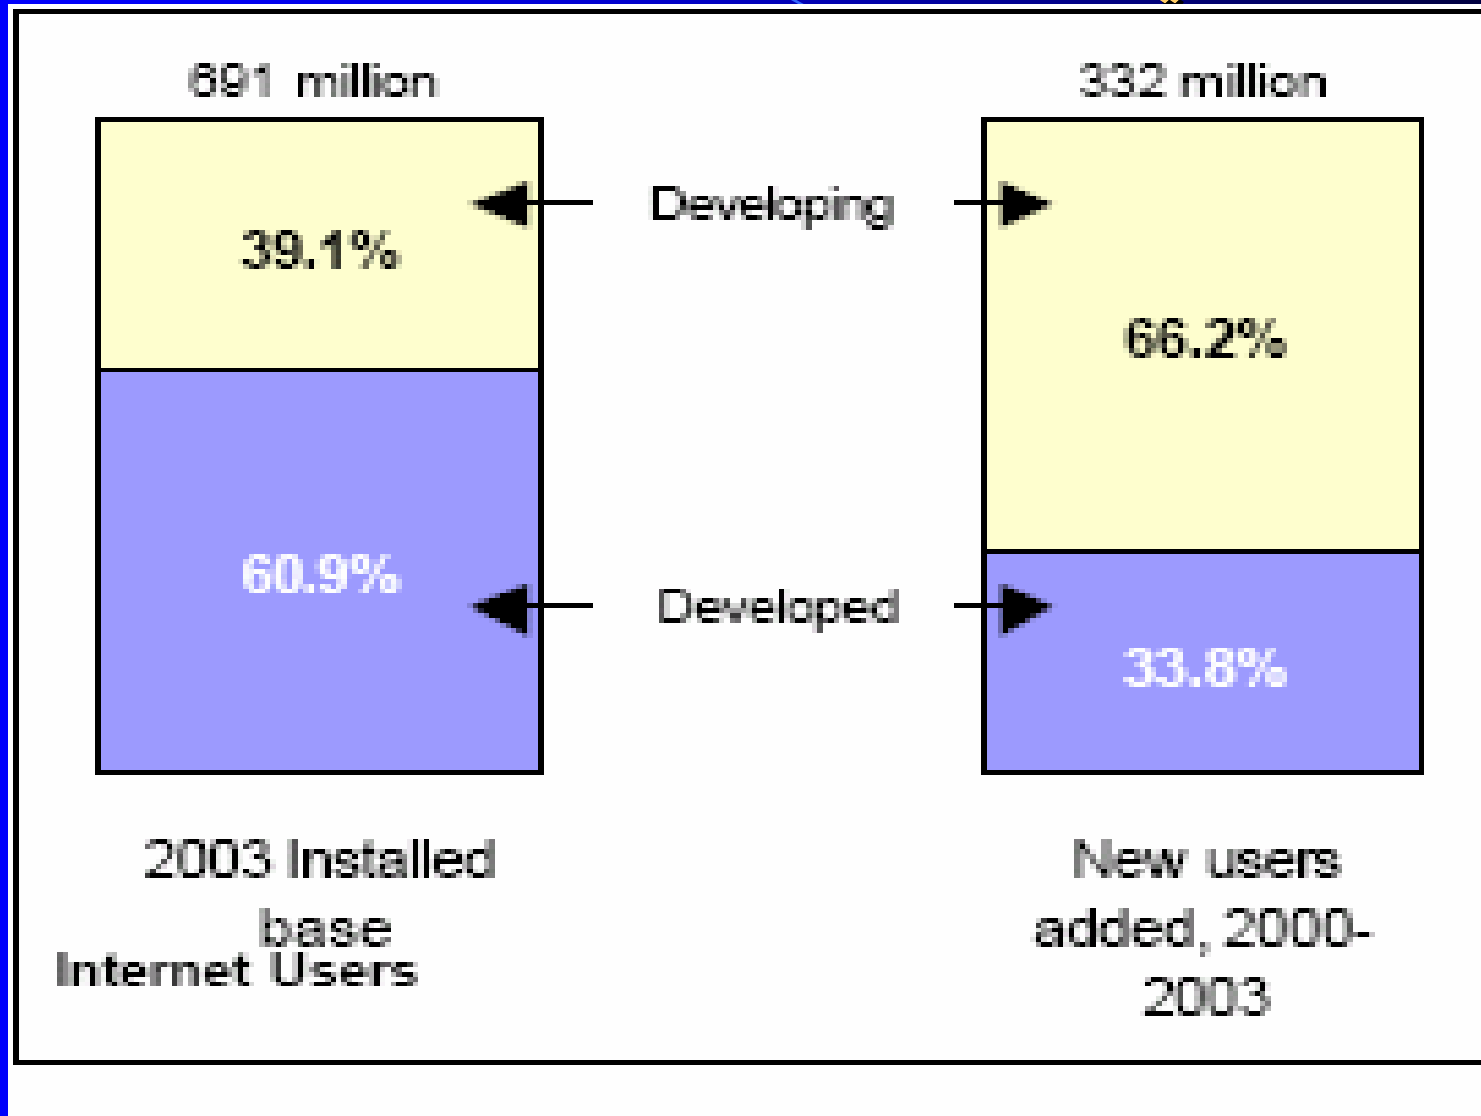 691 million
332 million
Developing
39.1%
66.2%
60.9%
Developed
33.8%
2003 Installed
base
Internet Users
New users
added, 2000-
2003